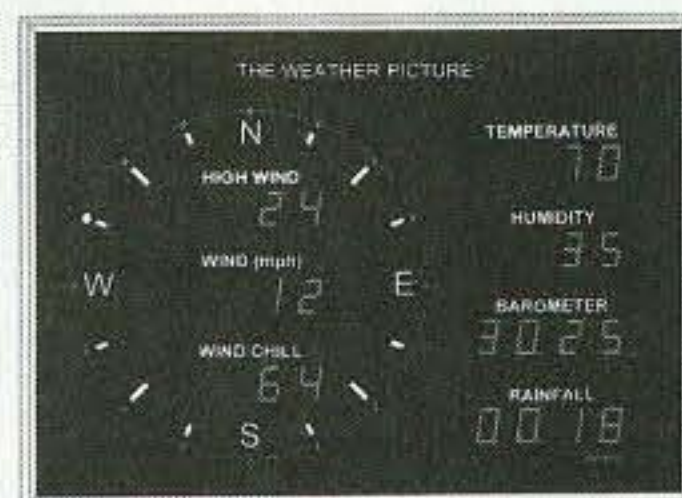 THE WEATHER PICTURE
N
HIGH WIND
24
WIND (mph)
12
W
E
WIND CHILL
64
S
TEMPERATURE
70
HUMIDITY
35
BAROMETER
3025
RAINFALL
0018